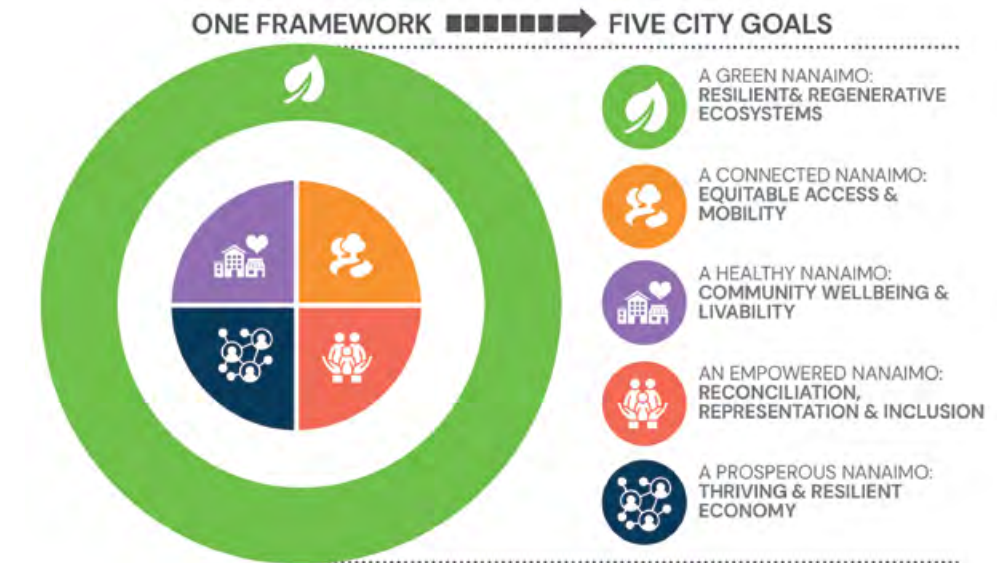 ONE FRAMEWORK FIVE CITY GOALS
A GREEN NANAIMO:
RESILIENT& REGENERATIVE
ECOSYSTEMS
A CONNECTED NANAIMO:
EQUITABLE ACCESS &
MOBILITY
A HEALTHY NANAIMO:
COMMUNITY WELLBEING &
LIVABILITY
AN EMPOWERED NANAIMO:
RECONCILIATION,
REPRESENTATION & INCLUSION
A PROSPEROUS NANAIMO:
THRIVING & RESILIENT
ECONOMY